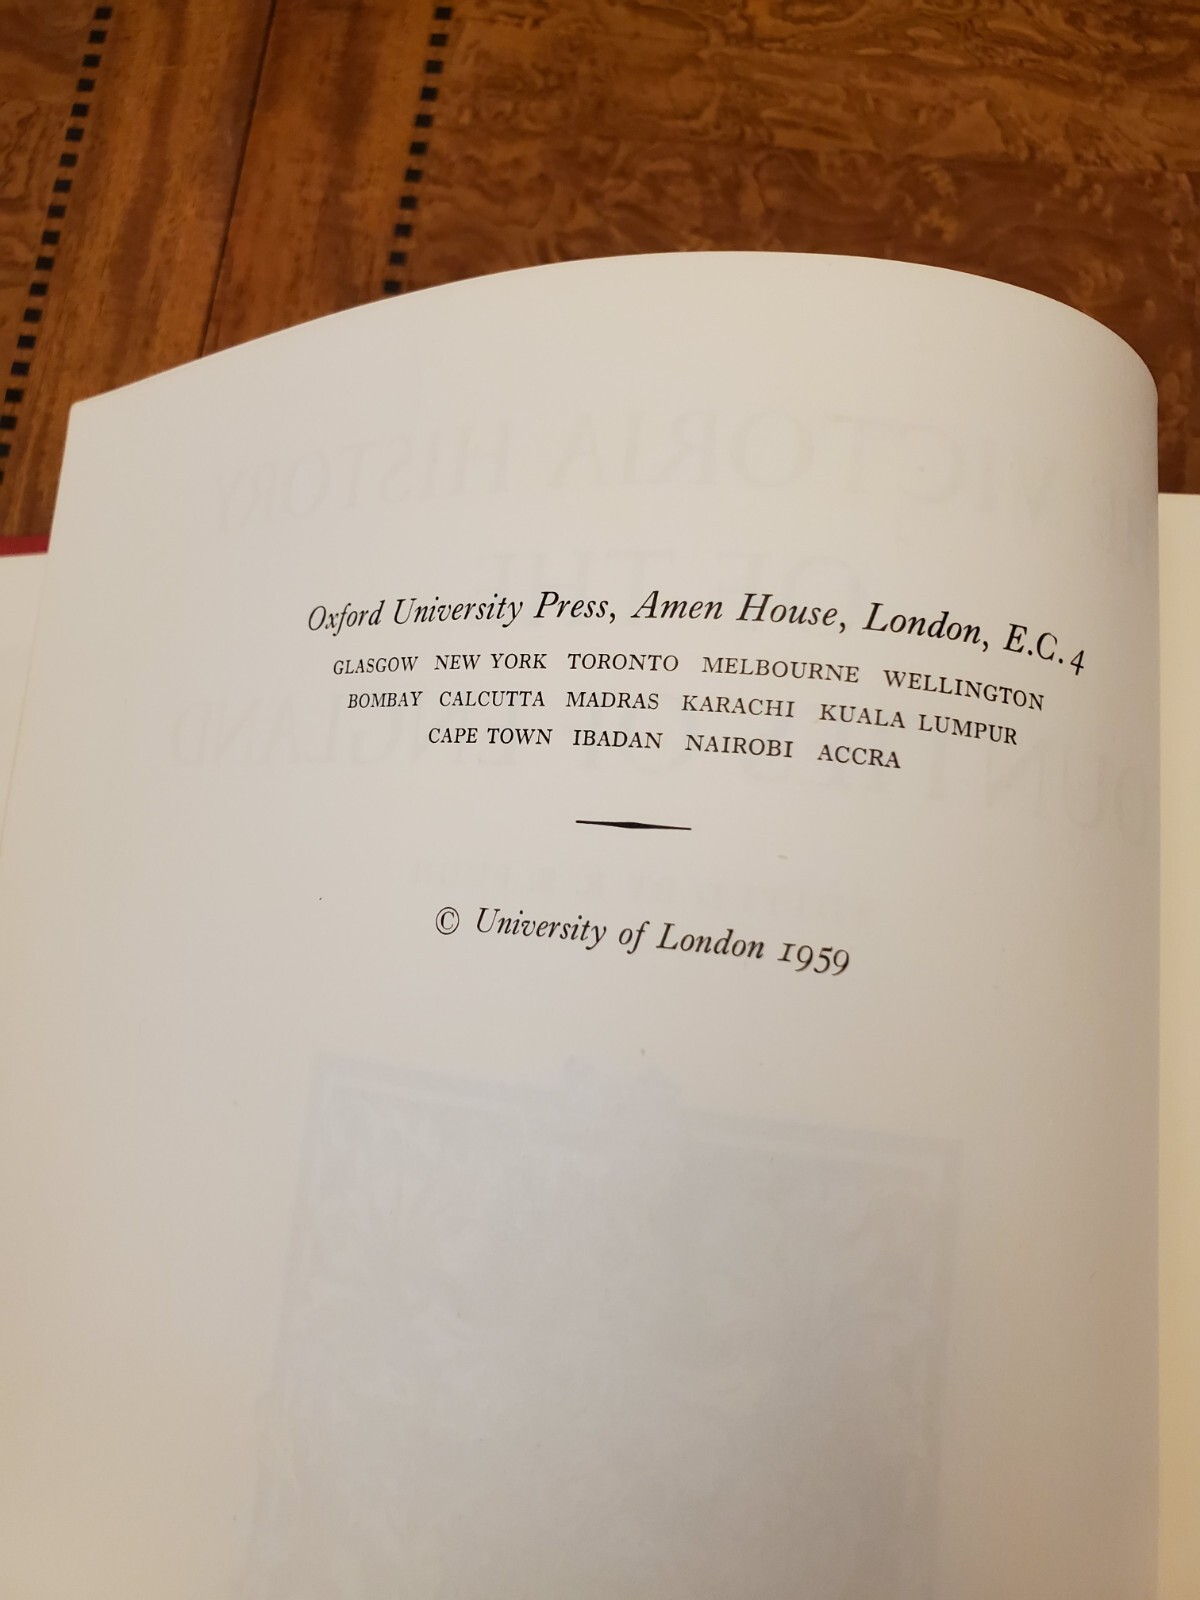 Oxford University Press, Amen House, London, E.C.4
GLASGOW NEW YORK TORONTO MELBOURNE WELLINGTON
BOMBAY CALCUTTA MADRAS KARACHI KUALA LUMPUR
CAPE TOWN IBADAN NAIROBI ACCRA
© University of London 1959